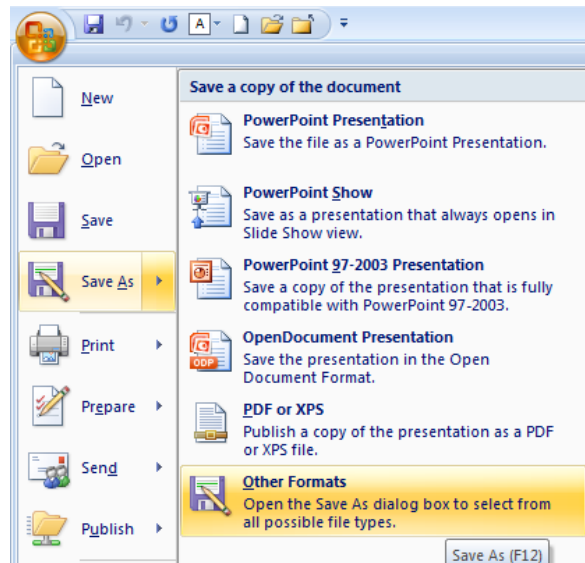 A
New
Open
Save
Save As
Print
Prepare
Send
Publish
Save a copy of the document
PowerPoint Presentation
Save the file as a PowerPoint Presentation.
PowerPoint Show
Save as a presentation that always opens in
Slide Show view.
PowerPoint 97-2003 Presentation
Save a copy of the presentation that is fully
compatible with PowerPoint 97-2003.
OpenDocument Presentation
Save the presentation in the Open
Document Format.
ODP
PDF or XPS
Publish a copy of the presentation as a PDF
or XPS file.
Other Formats
Open the Save As dialog box to select from
all possible file types.
Save As (F12)